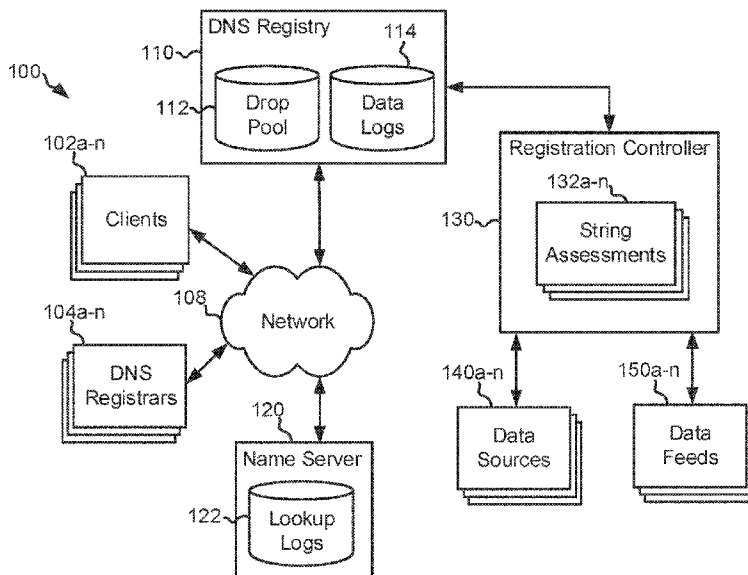 100
DNS Registry
110
114
112
Drop
Pool
Data
Logs
102a-n
Clients
Registration Controller
132a-n
130
String
Assessments
104a-n
108
Network
DNS
Registrars
120
140a-n
150a-n
Name Server
Data
Sources
Data
Feeds
122
Lookup
Logs